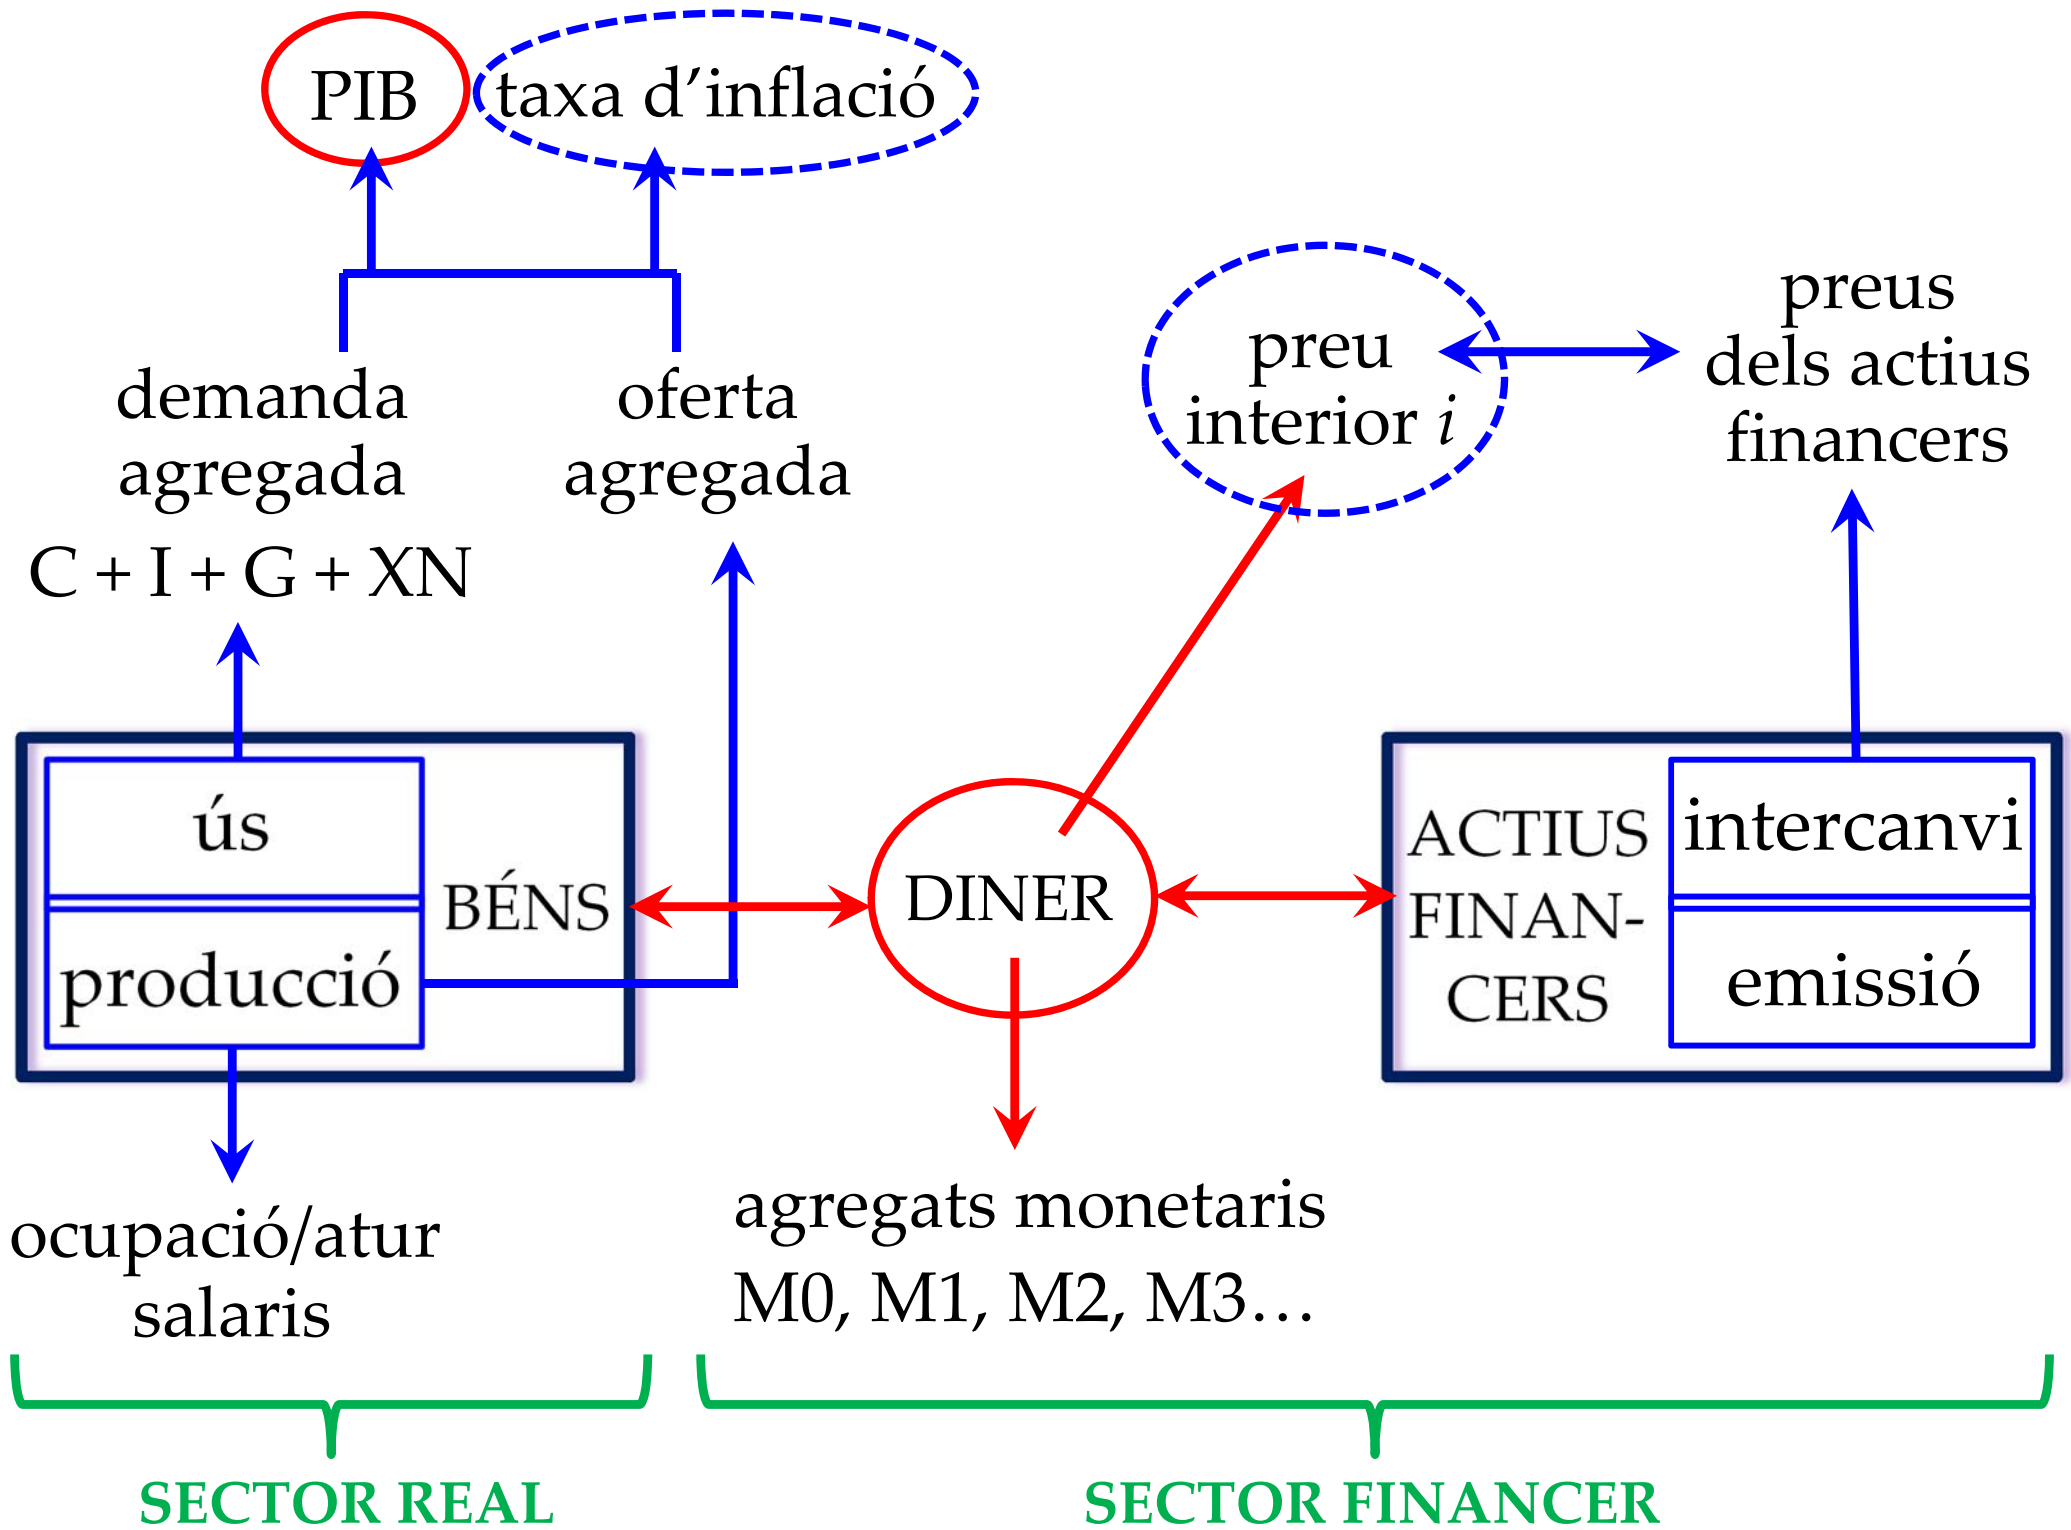 PIB
taxa d’inflació
demanda
agregada
C + I + G + XN
oferta
agregada
preu
interior i
preus
dels actius
financers
ús
producció
BÉNS
DINER
ACTIUS
FINAN-
CERS
intercanvi
emissió
ocupació/atur
salaris
agregats monetaris
M0, M1, M2, M3…
SECTOR REAL
SECTOR FINANCER